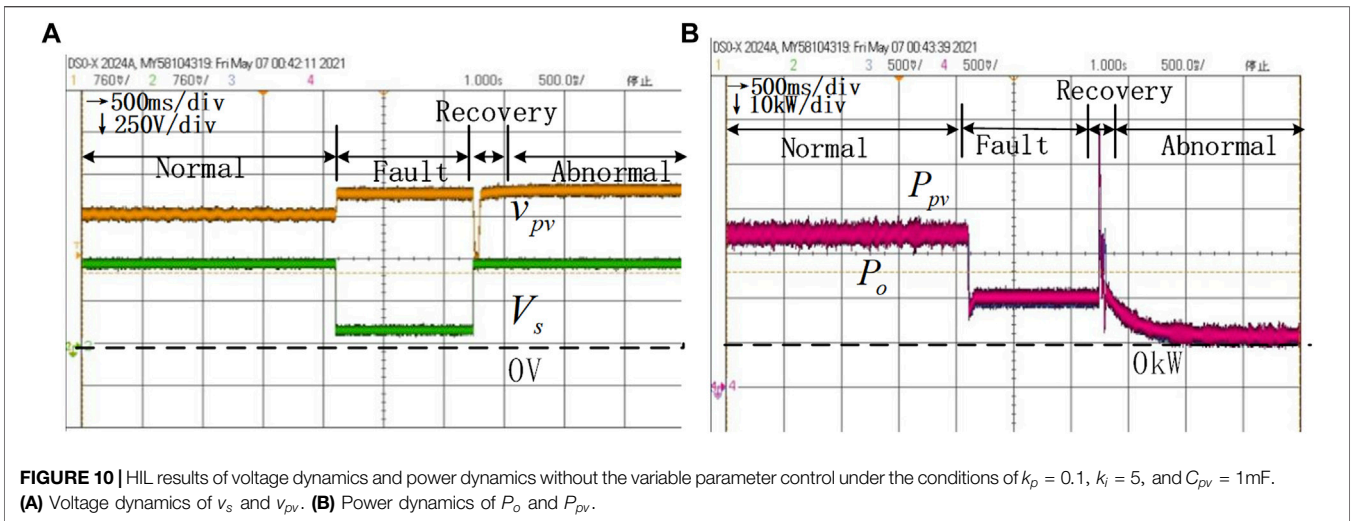 A
DSO-X 2024A, MY58104319: Fri May 07 00:42:11 2021
1 760▿/ 2 760▿/ 3 4 1.000s 500.0▿/ 停止
→500ms/div
↓ 250V/div
Recovery
Normal
Fault
Abnormal
v_pv
V_s
0V
B
DSO-X 2024A, MY58104319: Fri May 07 00:43:39 2021
1 2 3 500▿/ 4 500▿/ 1.000s 500.0▿/ 停止
→500ms/div
↓ 10kW/div
Recovery
Normal
Fault
Abnormal
P_pv
P_o
0kW
FIGURE 10 | HIL results of voltage dynamics and power dynamics without the variable parameter control under the conditions of k_p = 0.1, k_i = 5, and C_pv = 1mF.
(A) Voltage dynamics of v_s and v_pv. (B) Power dynamics of P_o and P_pv.